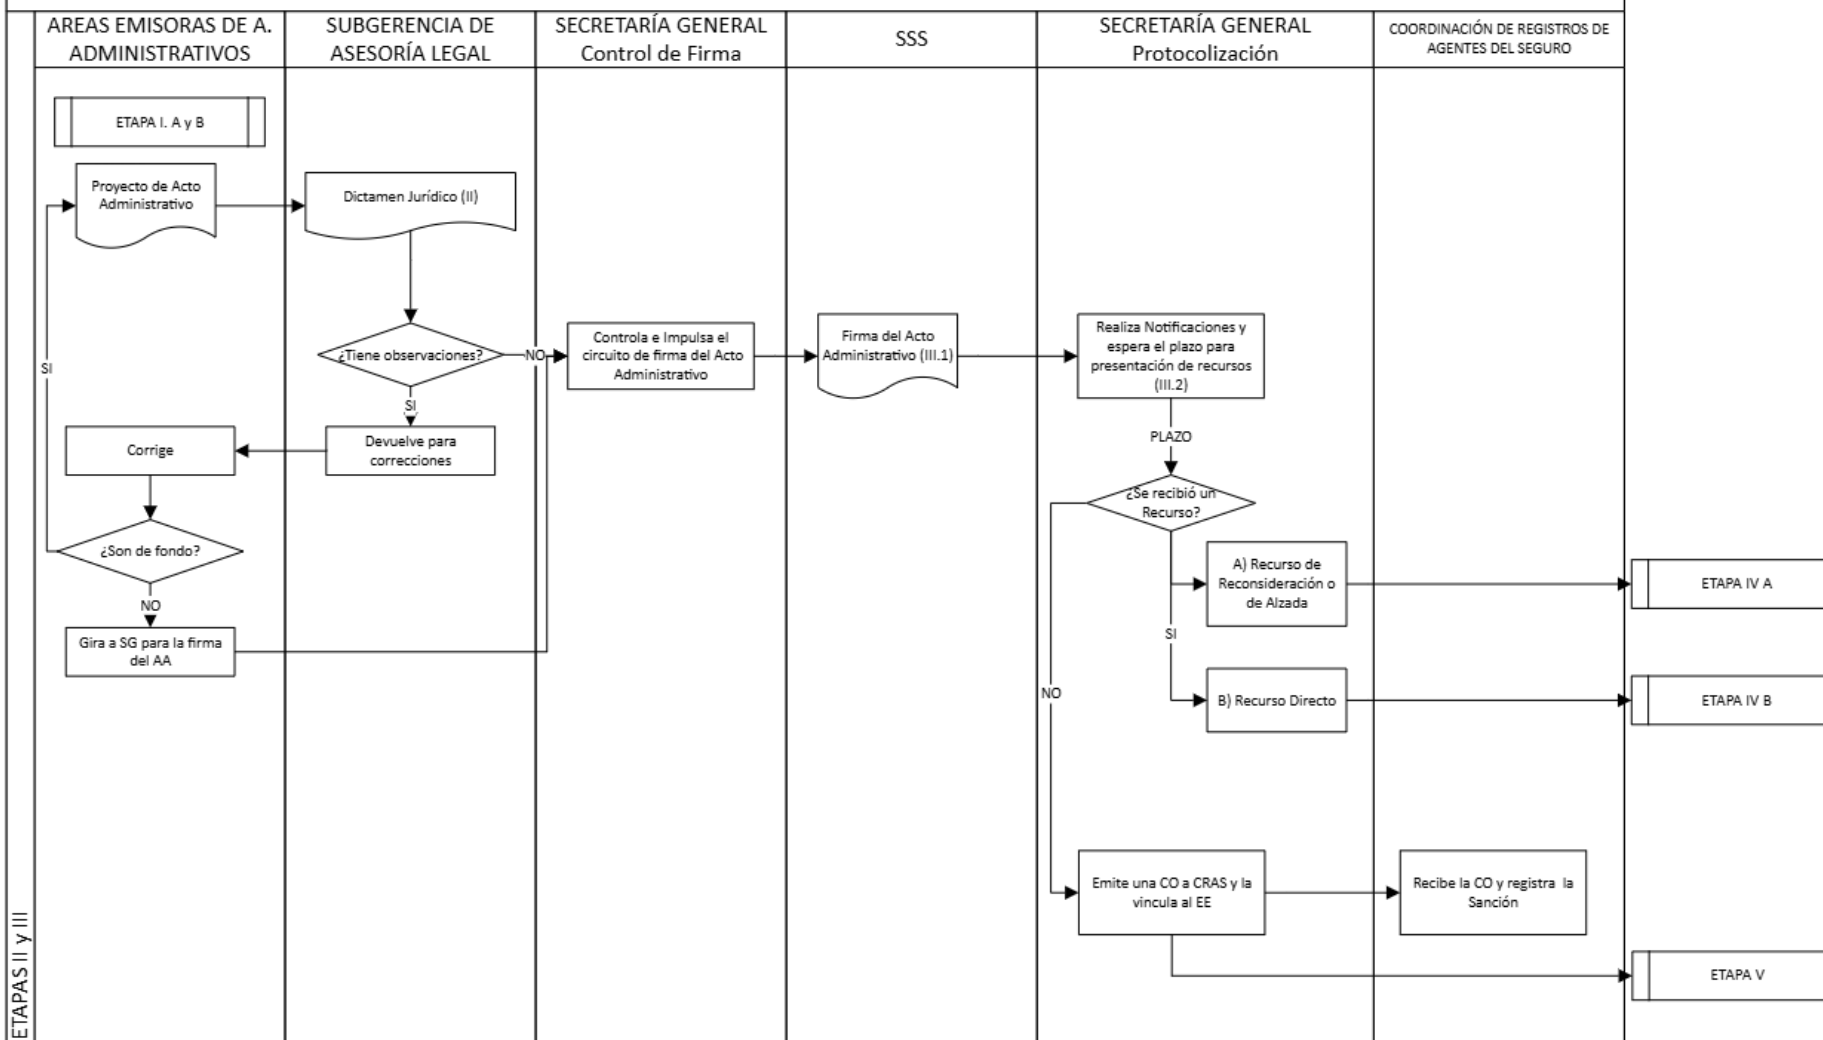 AREAS EMISORAS DE A.
ADMINISTRATIVOS
SUBGERENCIA DE
ASESORÍA LEGAL
SECRETARÍA GENERAL
Control de Firma
SSS
SECRETARÍA GENERAL
Protocolización
COORDINACIÓN DE REGISTROS DE
AGENTES DEL SEGURO
ETAPA I. A y B
Proyecto de Acto
Administrativo
Dictamen Jurídico (II)
¿Tiene observaciones?
NO
SI
Devuelve para
correcciones
Corrige
¿Son de fondo?
SI
NO
Gira a SG para la firma
del AA
Controla e Impulsa el
circuito de firma del Acto
Administrativo
Firma del Acto
Administrativo (III.1)
Realiza Notificaciones y
espera el plazo para
presentación de recursos
(III.2)
PLAZO
¿Se recibió un
Recurso?
A) Recurso de
Reconsideración o
de Alzada
ETAPA IV A
SI
B) Recurso Directo
ETAPA IV B
NO
Emite una CO a CRAS y la
vincula al EE
Recibe la CO y registra la
Sanción
ETAPA V
ETAPAS II y III